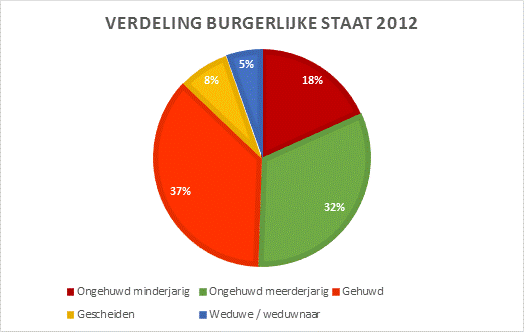 VERDELING BURGERLIJKE STAAT 2012
5%
18%
8%
37%
32%
Ongehuwd minderjarig Ongehuwd meerderjarig Gehuwd
Gescheiden Weduwe / weduwnaar